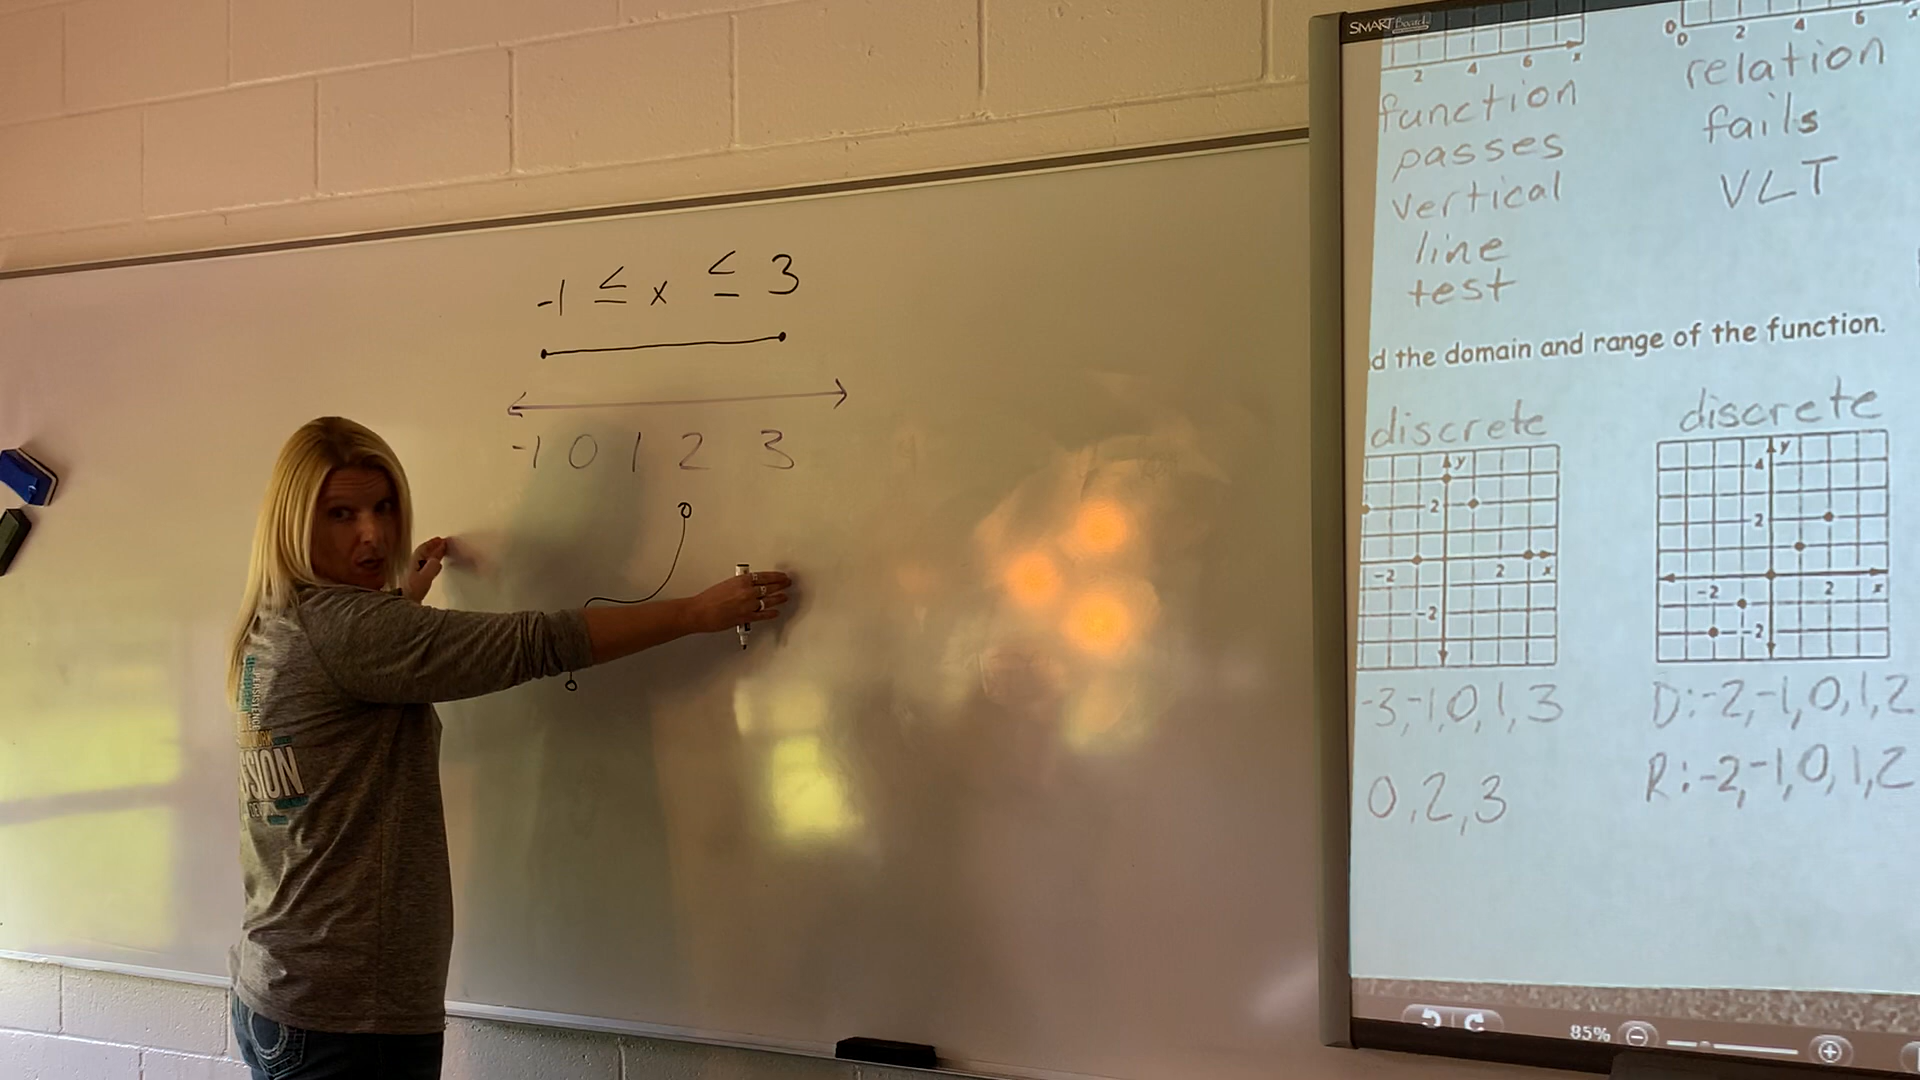 -1 ≤ x ≤ 3
-1 0 1 2 3
SMART Board
2 4 6 x
function
passes
vertical
line
test
0 0 2 4 6 x
relation
fails
VLT
d the domain and range of the function.
discrete
y
2
-2 2 x
-2
-3,-1,0,1,3
0,2,3
discrete
y
4
2
-2 2 x
-2
D:-2,-1,0,1,2
R:-2,-1,0,1,2
85%
PERSISTENCE
SION